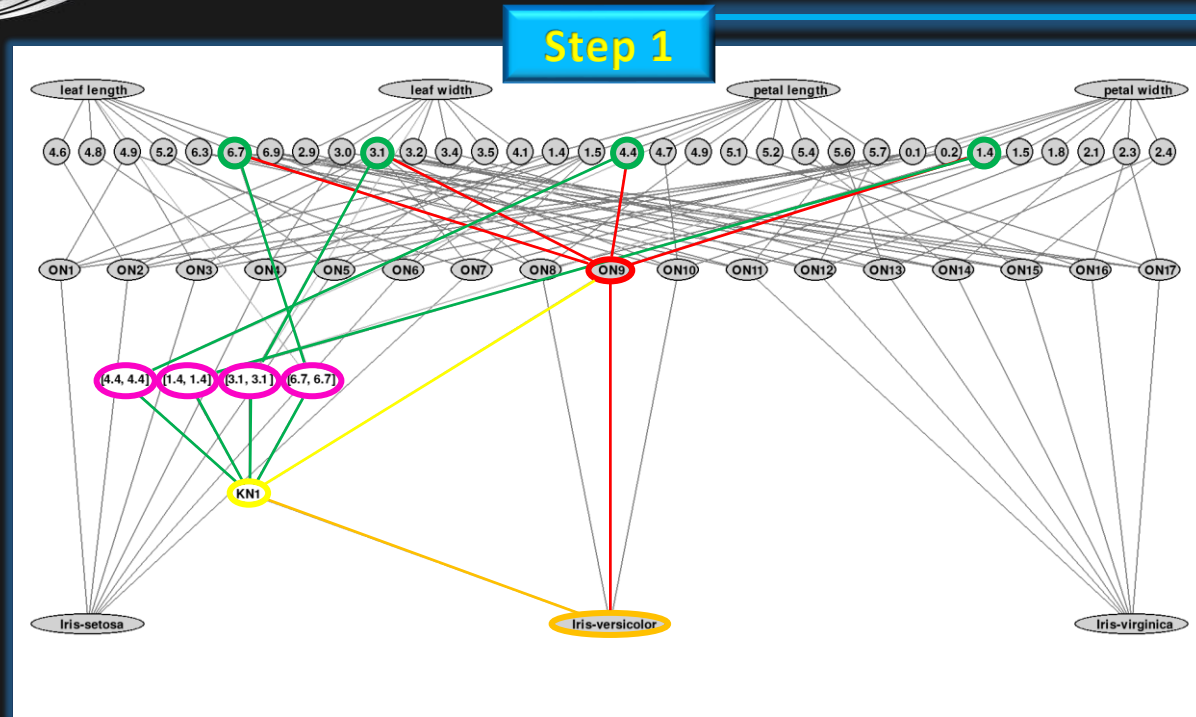 Step 1
leaf length leaf width petal length petal width
4.6 4.8 4.9 5.2 6.3 6.7 6.9 2.9 3.0 3.1 3.2 3.4 3.5 4.1 1.4 1.5 4.4 4.7 4.9 5.1 5.2 5.4 5.6 5.7 0.1 0.2 1.4 1.5 1.8 2.1 2.3 2.4
ON1 ON2 ON3 ON4 ON5 ON6 ON7 ON8 ON9 ON10 ON11 ON12 ON13 ON14 ON15 ON16 ON17
[4.4, 4.4] [1.4, 1.4] [3.1, 3.1] [6.7, 6.7]
KN1
Iris-setosa Iris-versicolor Iris-virginica